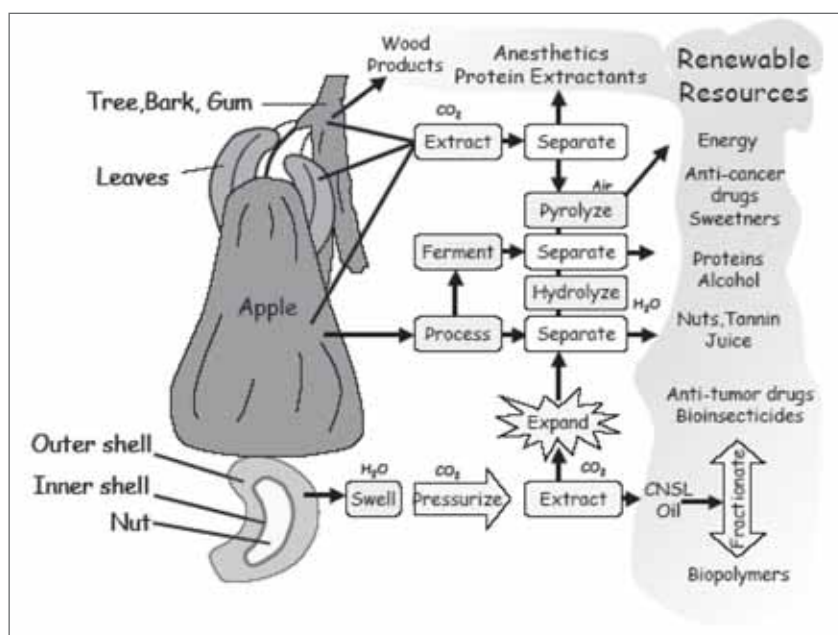 Wood
Products
Anesthetics
Protein Extractants
Renewable
Resources
Tree,Bark, Gum
CO₂
Extract
Separate
Energy
Leaves
Anti-cancer
drugs
Sweetners
Air
Pyrolyze
Ferment
Separate
Proteins
Alcohol
Hydrolyze
H₂O
Apple
Process
Separate
Nuts,Tannin
Juice
Anti-tumor drugs
Bioinsecticides
Expand
Outer shell
Inner shell
Nut
H₂O
Swell
CO₂
Pressurize
CO₂
Extract
CNSL
Oil
Fractionate
Biopolymers